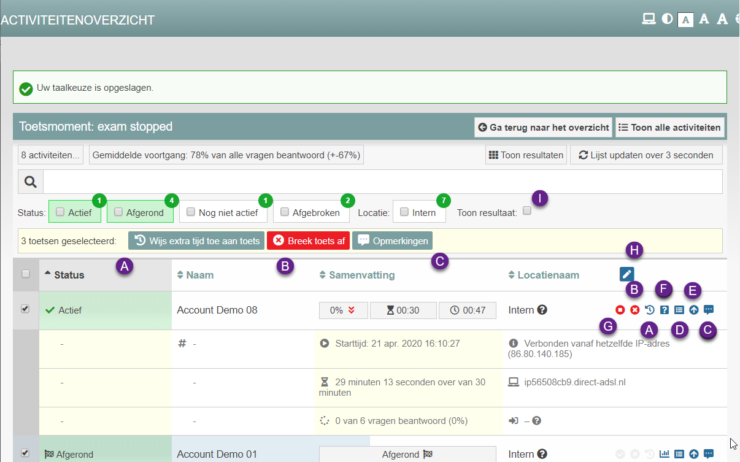 ACTIVITEITENOVERZICHT A A A
Uw taalkeuze is opgeslagen.
Toetsmoment: exam stopped Ga terug naar het overzicht Toon alle activiteiten
8 activiteiten... Gemiddelde voortgang: 78% van alle vragen beantwoord (+-67%) Toon resultaten Lijst updaten over 3 seconden
Status: Actief 1 Afgerond 4 Nog niet actief 1 Afgebroken 2 Locatie: Intern 7 Toon resultaat: I
3 toetsen geselecteerd: Wijs extra tijd toe aan toets Breek toets af Opmerkingen
A B C H
Status Naam Samenvatting Locatienaam
B F E
Actief Account Demo 08 0% 00:30 00:47 Intern ?
G A D C
- # - Starttijd: 21 apr. 2020 16:10:27 Verbonden vanaf hetzelfde IP-adres
(86.80.140.185)
- 29 minuten 13 seconden over van 30
minuten ip56508cb9.direct-adsl.nl
- 0 van 6 vragen beantwoord (0%) – ?
Afgerond Account Demo 01 Afgerond Intern ?